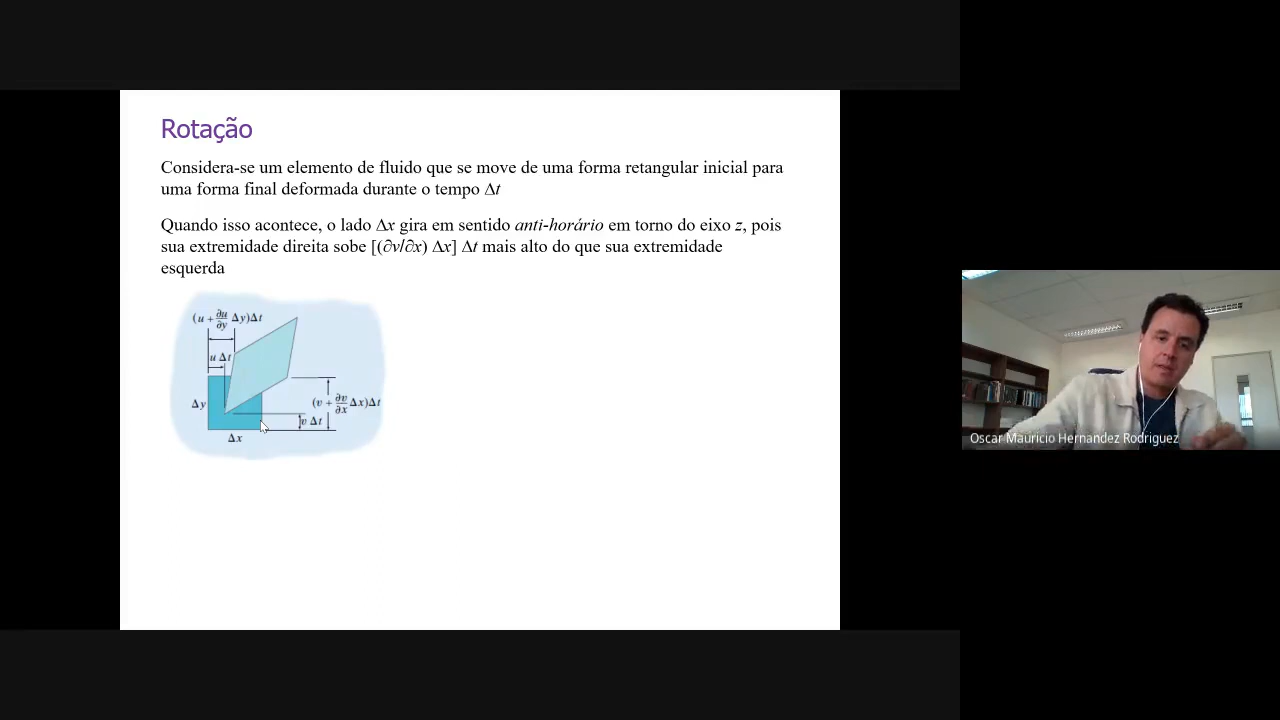 Rotação
Considera-se um elemento de fluido que se move de uma forma retangular inicial para
uma forma final deformada durante o tempo Δt
Quando isso acontece, o lado Δx gira em sentido anti-horário em torno do eixo z, pois
sua extremidade direita sobe [(∂v/∂x) Δx] Δt mais alto do que sua extremidade
esquerda
(u + ∂u/∂y Δy)Δt
u Δt
Δy
(v + ∂v/∂x Δx)Δt
v Δt
Δx
Oscar Mauricio Hernandez Rodriguez